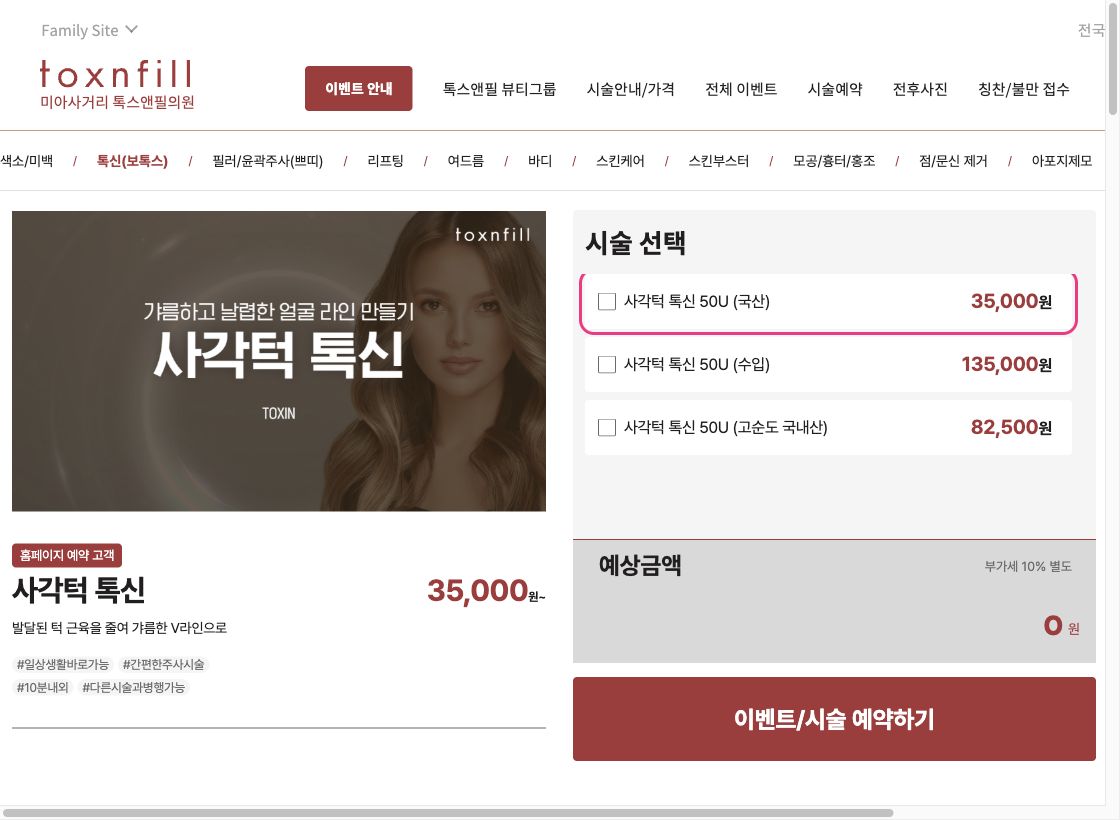 Family Site
전국
toxnfill
미아사거리 톡스앤필의원
이벤트 안내
톡스앤필 뷰티그룹
시술안내/가격
전체 이벤트
시술예약
전후사진
칭찬/불만 접수
색소/미백 / 톡신(보톡스) / 필러/윤곽주사(쁘띠) / 리프팅 / 여드름 / 바디 / 스킨케어 / 스킨부스터 / 모공/흉터/홍조 / 점/문신 제거 / 아포지제모
toxnfill
갸름하고 날렵한 얼굴 라인 만들기
사각턱 톡신
TOXIN
홈페이지 예약 고객
사각턱 톡신
35,000원~
발달된 턱 근육을 줄여 갸름한 V라인으로
#일상생활바로가능 #간편한주사시술
#10분내외 #다른시술과병행가능
시술 선택
사각턱 톡신 50U (국산) 35,000원
사각턱 톡신 50U (수입) 135,000원
사각턱 톡신 50U (고순도 국내산) 82,500원
예상금액
부가세 10% 별도
0 원
이벤트/시술 예약하기